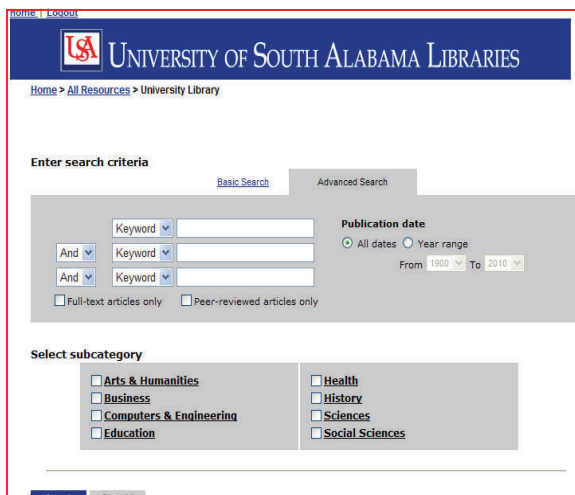 Home | Logout
USA UNIVERSITY OF SOUTH ALABAMA LIBRARIES
Home > All Resources > University Library
Enter search criteria
Basic Search Advanced Search
Keyword Publication date
All dates Year range
And Keyword
From 1900 To 2010
And Keyword
Full-text articles only Peer-reviewed articles only
Select subcategory
Arts & Humanities Health
Business History
Computers & Engineering Sciences
Education Social Sciences